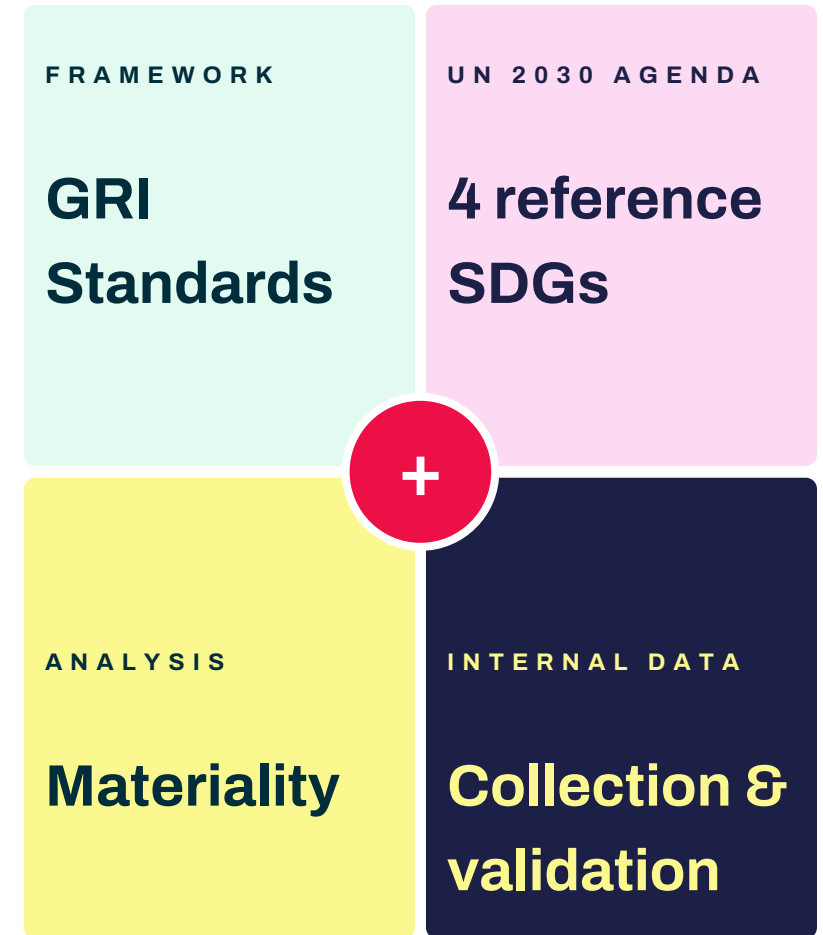 FRAMEWORK
GRI
Standards
UN 2030 AGENDA
4 reference
SDGs
+
ANALYSIS
Materiality
INTERNAL DATA
Collection &
validation